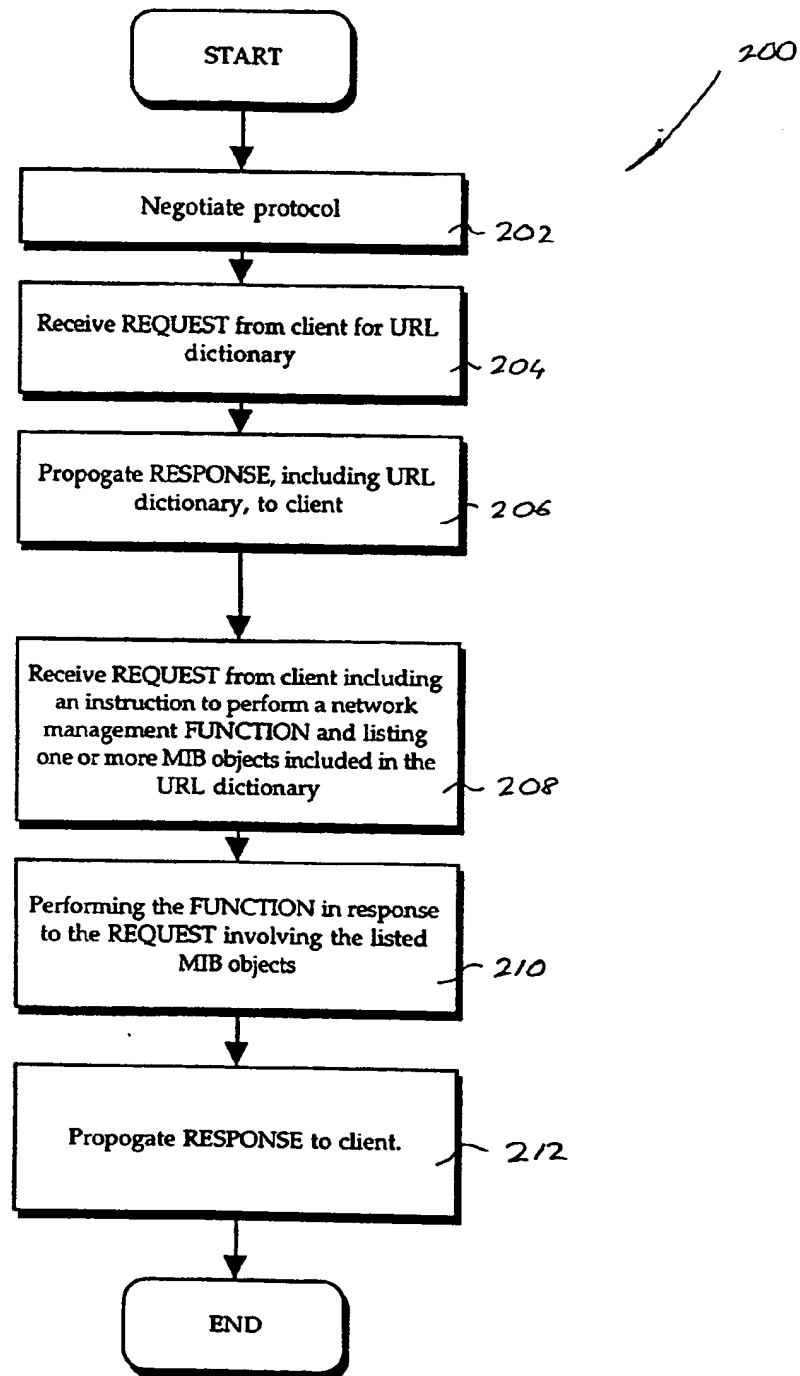 START
200
Negotiate protocol
202
Receive REQUEST from client for URL
dictionary
204
Propogate RESPONSE, including URL
dictionary, to client
206
Receive REQUEST from client including
an instruction to perform a network
management FUNCTION and listing
one or more MIB objects included in the
URL dictionary
208
Performing the FUNCTION in response
to the REQUEST involving the listed
MIB objects
210
Propogate RESPONSE to client.
212
END